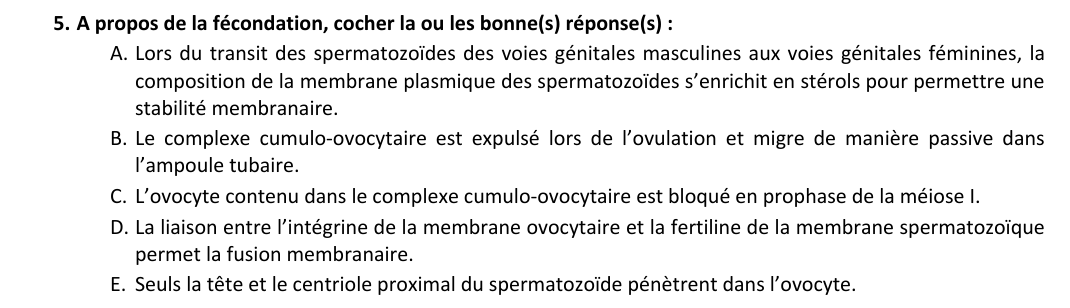 5. A propos de la fécondation, cocher la ou les bonne(s) réponse(s) :
A. Lors du transit des spermatozoïdes des voies génitales masculines aux voies génitales féminines, la
composition de la membrane plasmique des spermatozoïdes s’enrichit en stérols pour permettre une
stabilité membranaire.
B. Le complexe cumulo-ovocytaire est expulsé lors de l’ovulation et migre de manière passive dans
l’ampoule tubaire.
C. L’ovocyte contenu dans le complexe cumulo-ovocytaire est bloqué en prophase de la méiose I.
D. La liaison entre l’intégrine de la membrane ovocytaire et la fertiline de la membrane spermatozoïque
permet la fusion membranaire.
E. Seuls la tête et le centriole proximal du spermatozoïde pénètrent dans l’ovocyte.